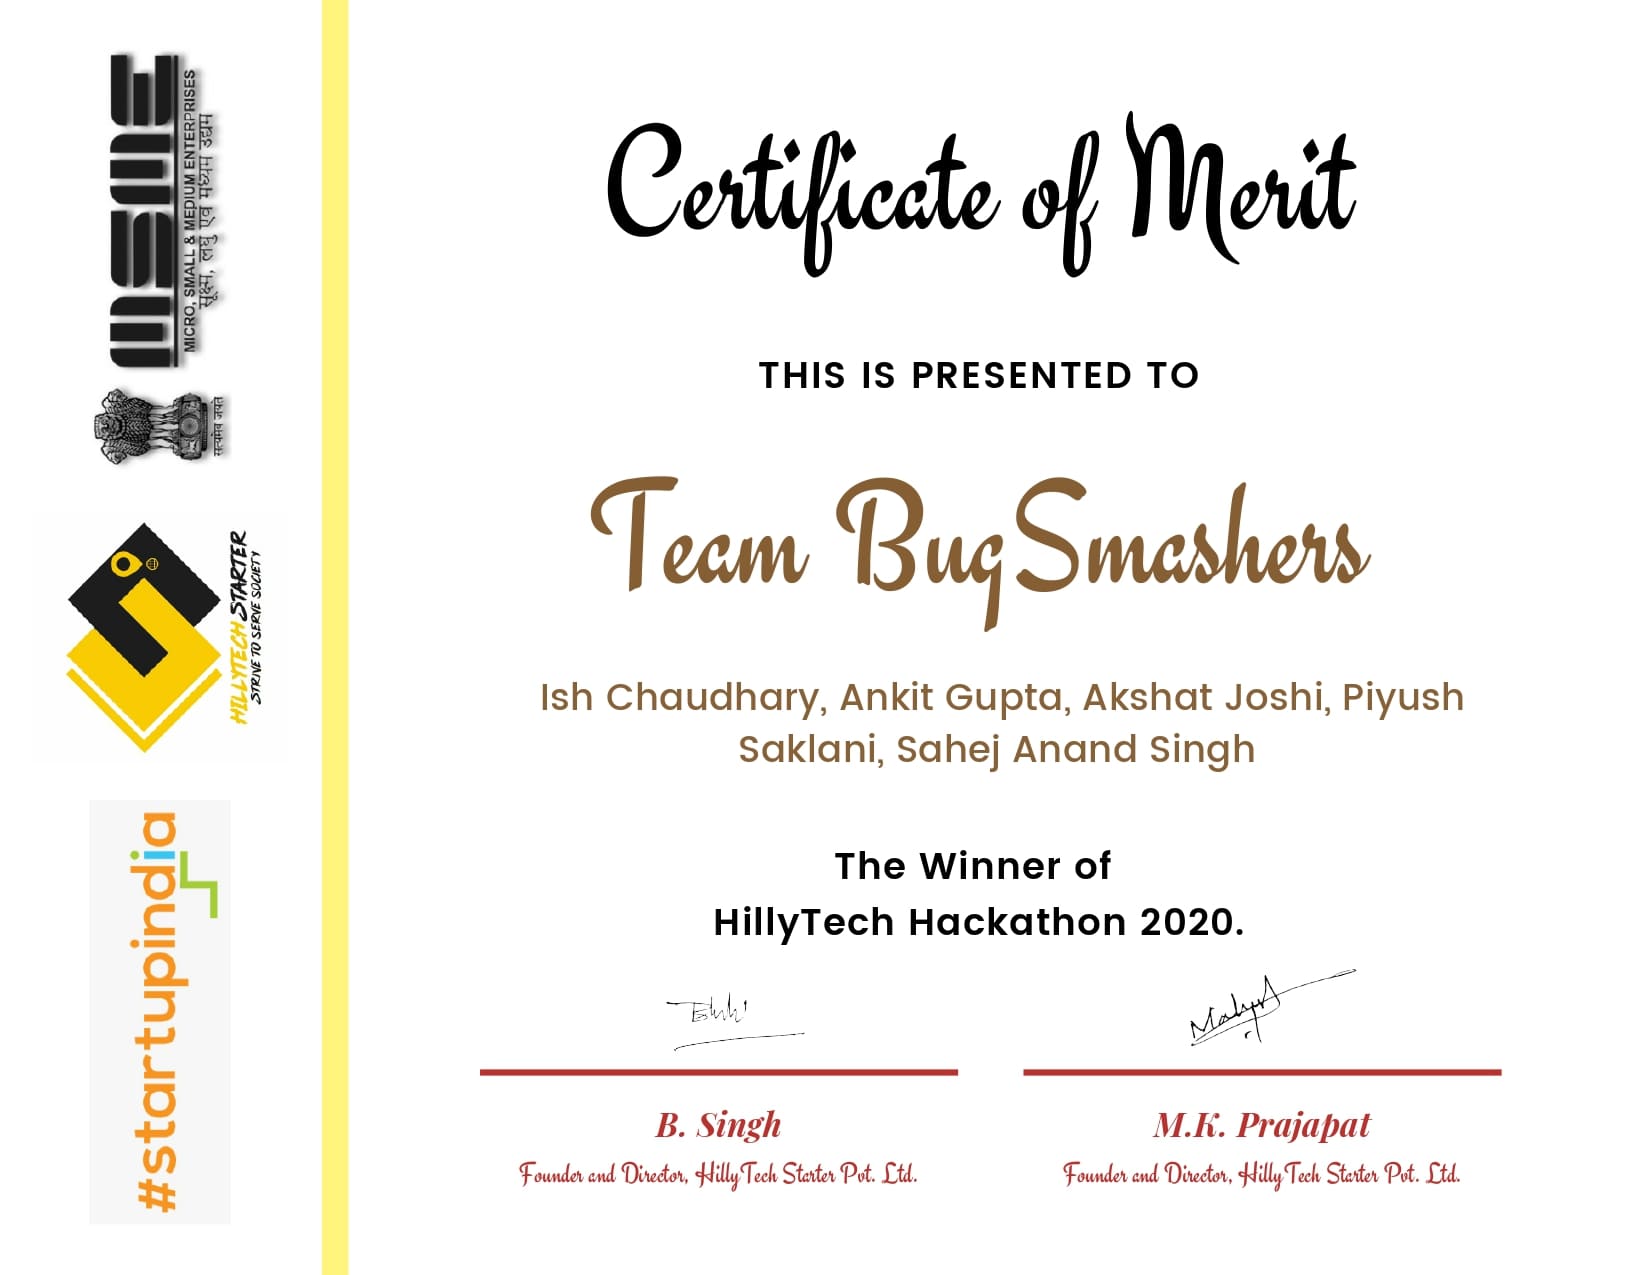 MSME
MICRO, SMALL & MEDIUM ENTERPRISES
सूक्ष्म, लघु एवं मध्यम उद्यम
सत्यमेव जयते
HILLYTECH STARTER
STRIVE TO SERVE SOCIETY
#startupindia
Certificate of Merit
THIS IS PRESENTED TO
Team BugSmashers
Ish Chaudhary, Ankit Gupta, Akshat Joshi, Piyush
Saklani, Sahej Anand Singh
The Winner of
HillyTech Hackathon 2020.
B. Singh
Founder and Director, HillyTech Starter Pvt. Ltd.
M.K. Prajapat
Founder and Director, HillyTech Starter Pvt. Ltd.